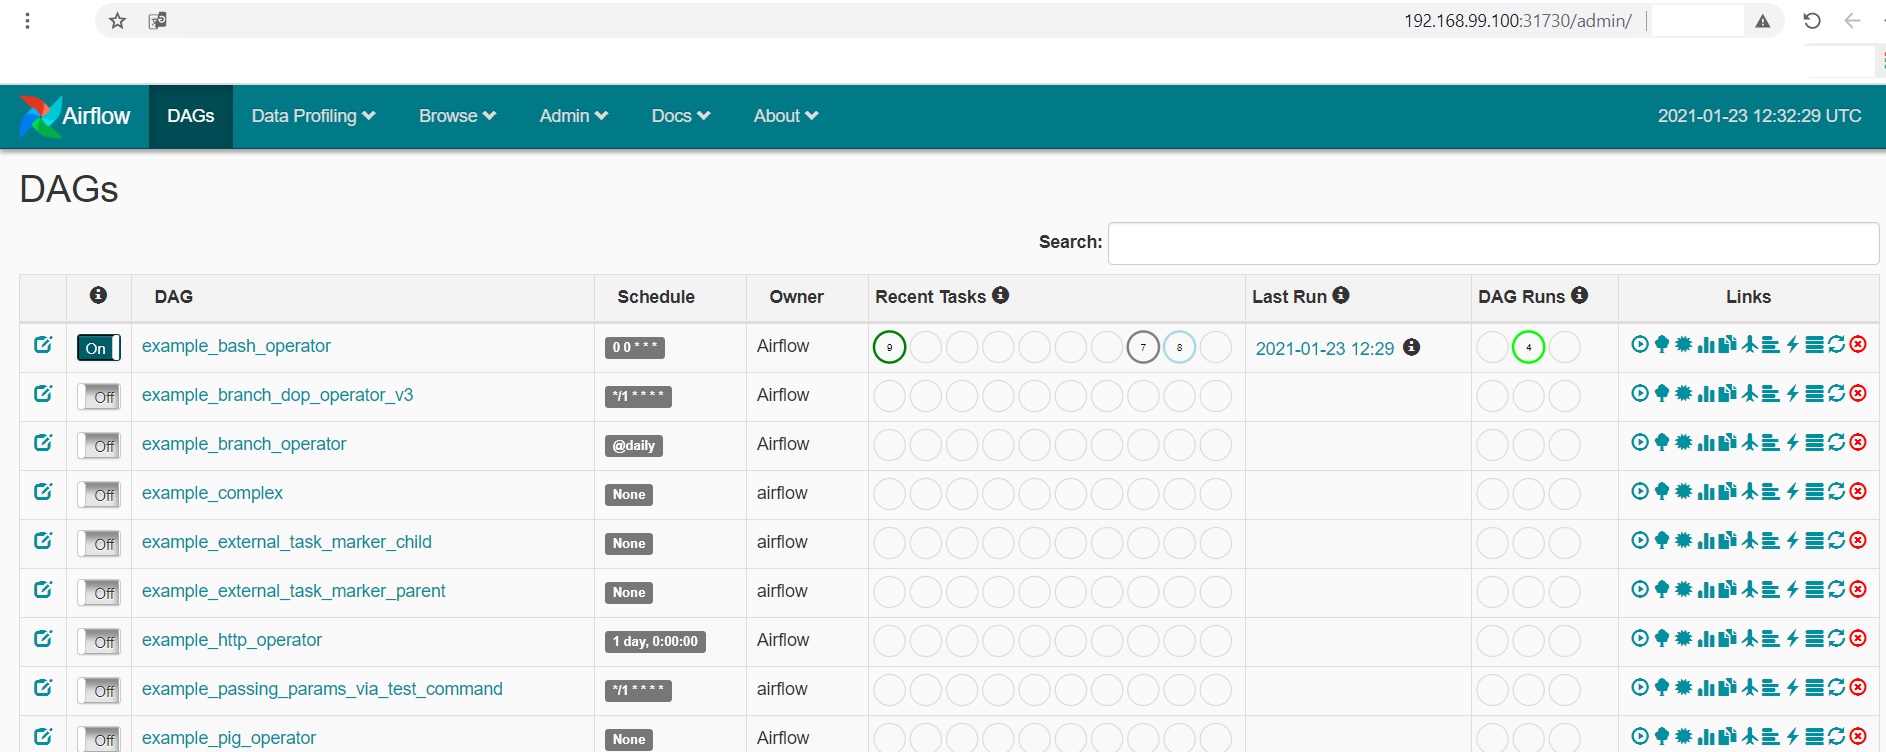 192.168.99.100:31730/admin/
Airflow DAGs Data Profiling Browse Admin Docs About 2021-01-23 12:32:29 UTC
DAGs
Search:
DAG Schedule Owner Recent Tasks Last Run DAG Runs Links
On example_bash_operator 0 0 * * * Airflow 9 7 8 2021-01-23 12:29 4
Off example_branch_dop_operator_v3 */1 * * * * Airflow
Off example_branch_operator @daily Airflow
Off example_complex None airflow
Off example_external_task_marker_child None airflow
Off example_external_task_marker_parent None airflow
Off example_http_operator 1 day, 0:00:00 Airflow
Off example_passing_params_via_test_command */1 * * * * airflow
Off example_pig_operator None Airflow